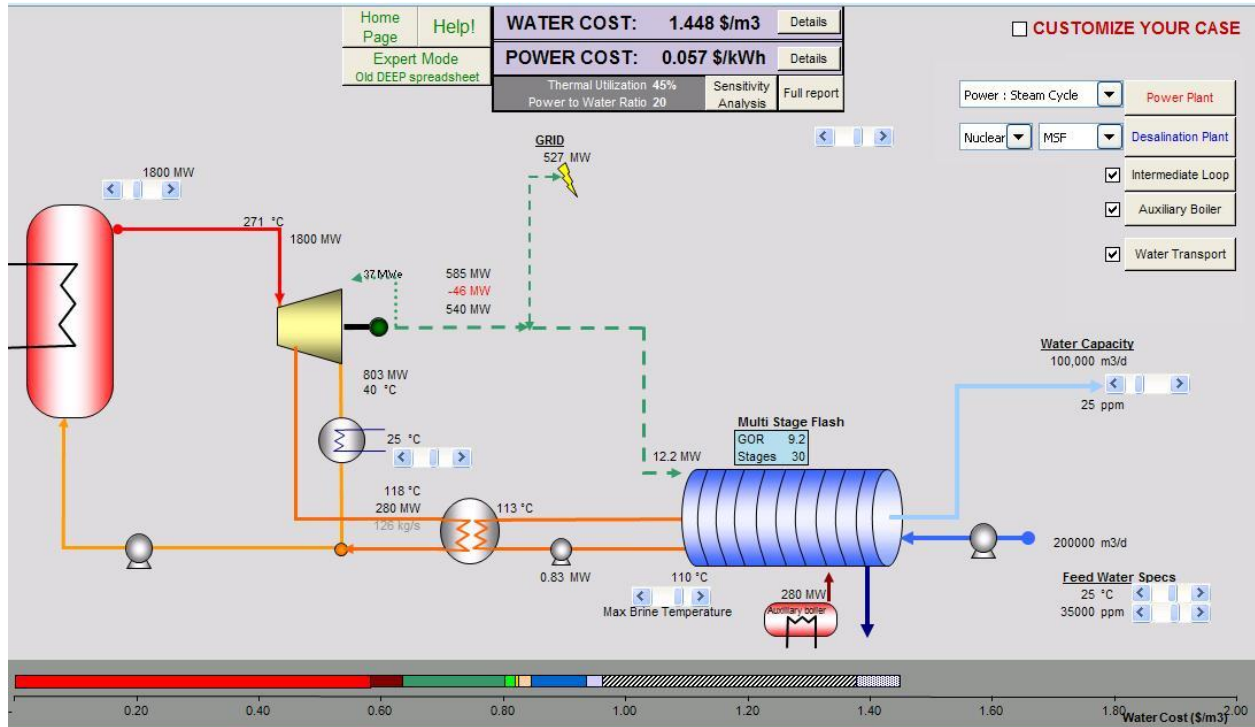 Home
Page
Help!
WATER COST: 1.448 $/m3
Details
CUSTOMIZE YOUR CASE
Expert Mode
Old DEEP spreadsheet
POWER COST: 0.057 $/kWh
Details
Thermal Utilization 45%
Power to Water Ratio 20
Sensitivity
Analysis
Full report
Power : Steam Cycle
Power Plant
Nuclear
MSF
Desalination Plant
Intermediate Loop
Auxiliary Boiler
Water Transport
GRID
527 MW
1800 MW
271 °C
1800 MW
37MWe
585 MW
-46 MW
540 MW
803 MW
40 °C
25 °C
Water Capacity
100,000 m3/d
25 ppm
Multi Stage Flash
GOR 9.2
Stages 30
12.2 MW
118 °C
280 MW
126 kg/s
113 °C
0.83 MW
110 °C
Max Brine Temperature
280 MW
Auxiliary boiler
200000 m3/d
Feed Water Specs
25 °C
35000 ppm
0.20 0.40 0.60 0.80 1.00 1.20 1.40 1.60 1.80 2.00
Water Cost ($/m3)